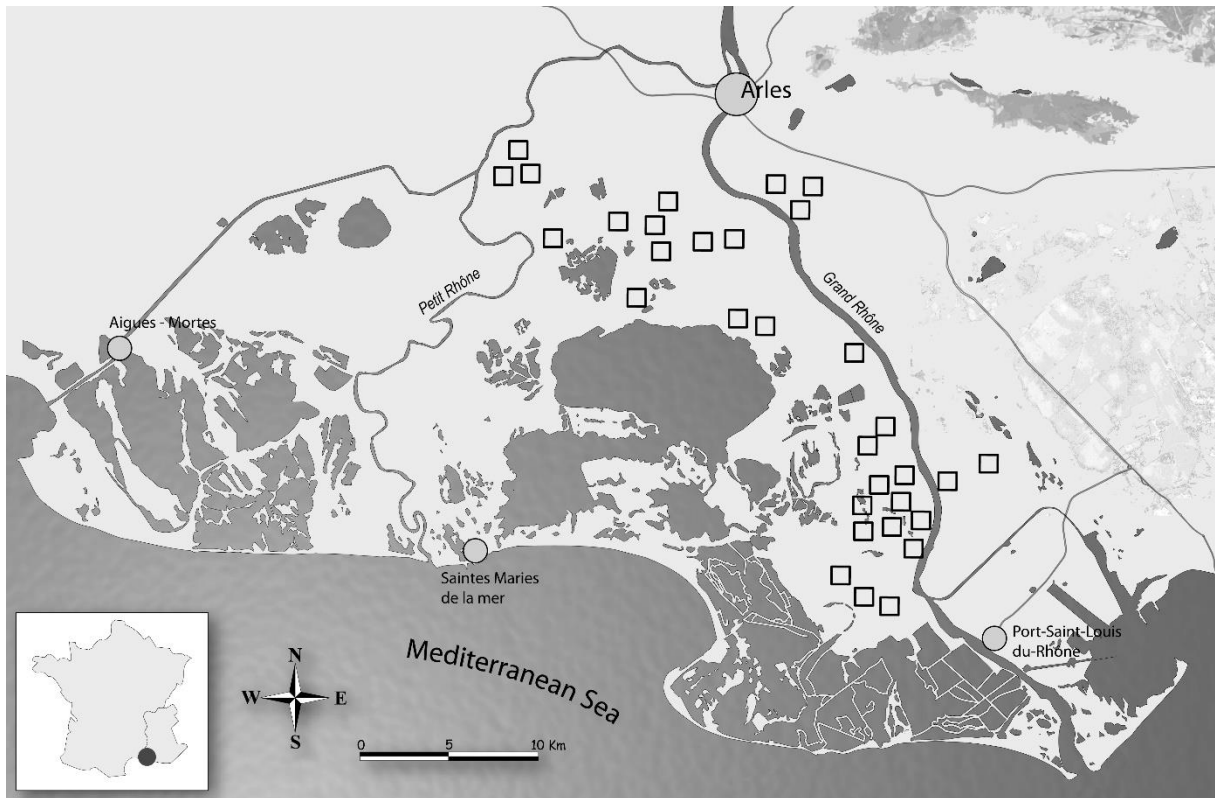 Arles
Petit Rhône
Grand Rhône
Aigues - Mortes
Saintes Maries
de la mer
Port-Saint-Louis
du-Rhône
Mediterranean Sea
N
W E
S
0 5 10 Km